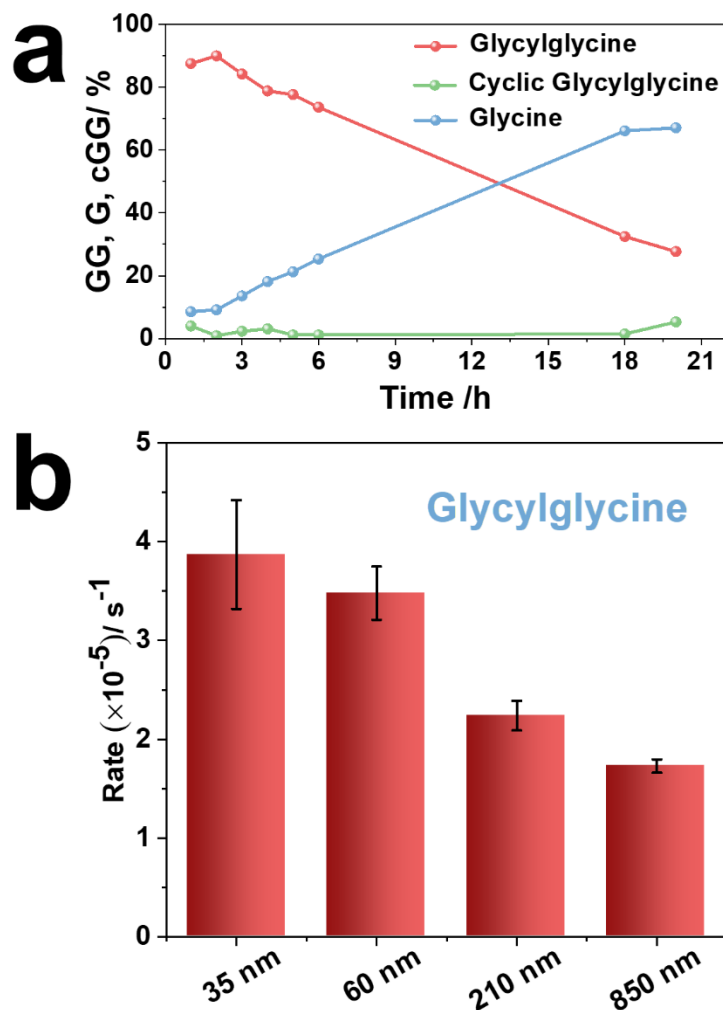 a
GG, G, cGG/ %
100
80
60
40
20
0
Glycylglycine
Cyclic Glycylglycine
Glycine
0 3 6 9 12 15 18 21
Time /h
b
Rate (×10⁻⁵)/ s⁻¹
5
4
3
2
1
0
Glycylglycine
35 nm 60 nm 210 nm 850 nm